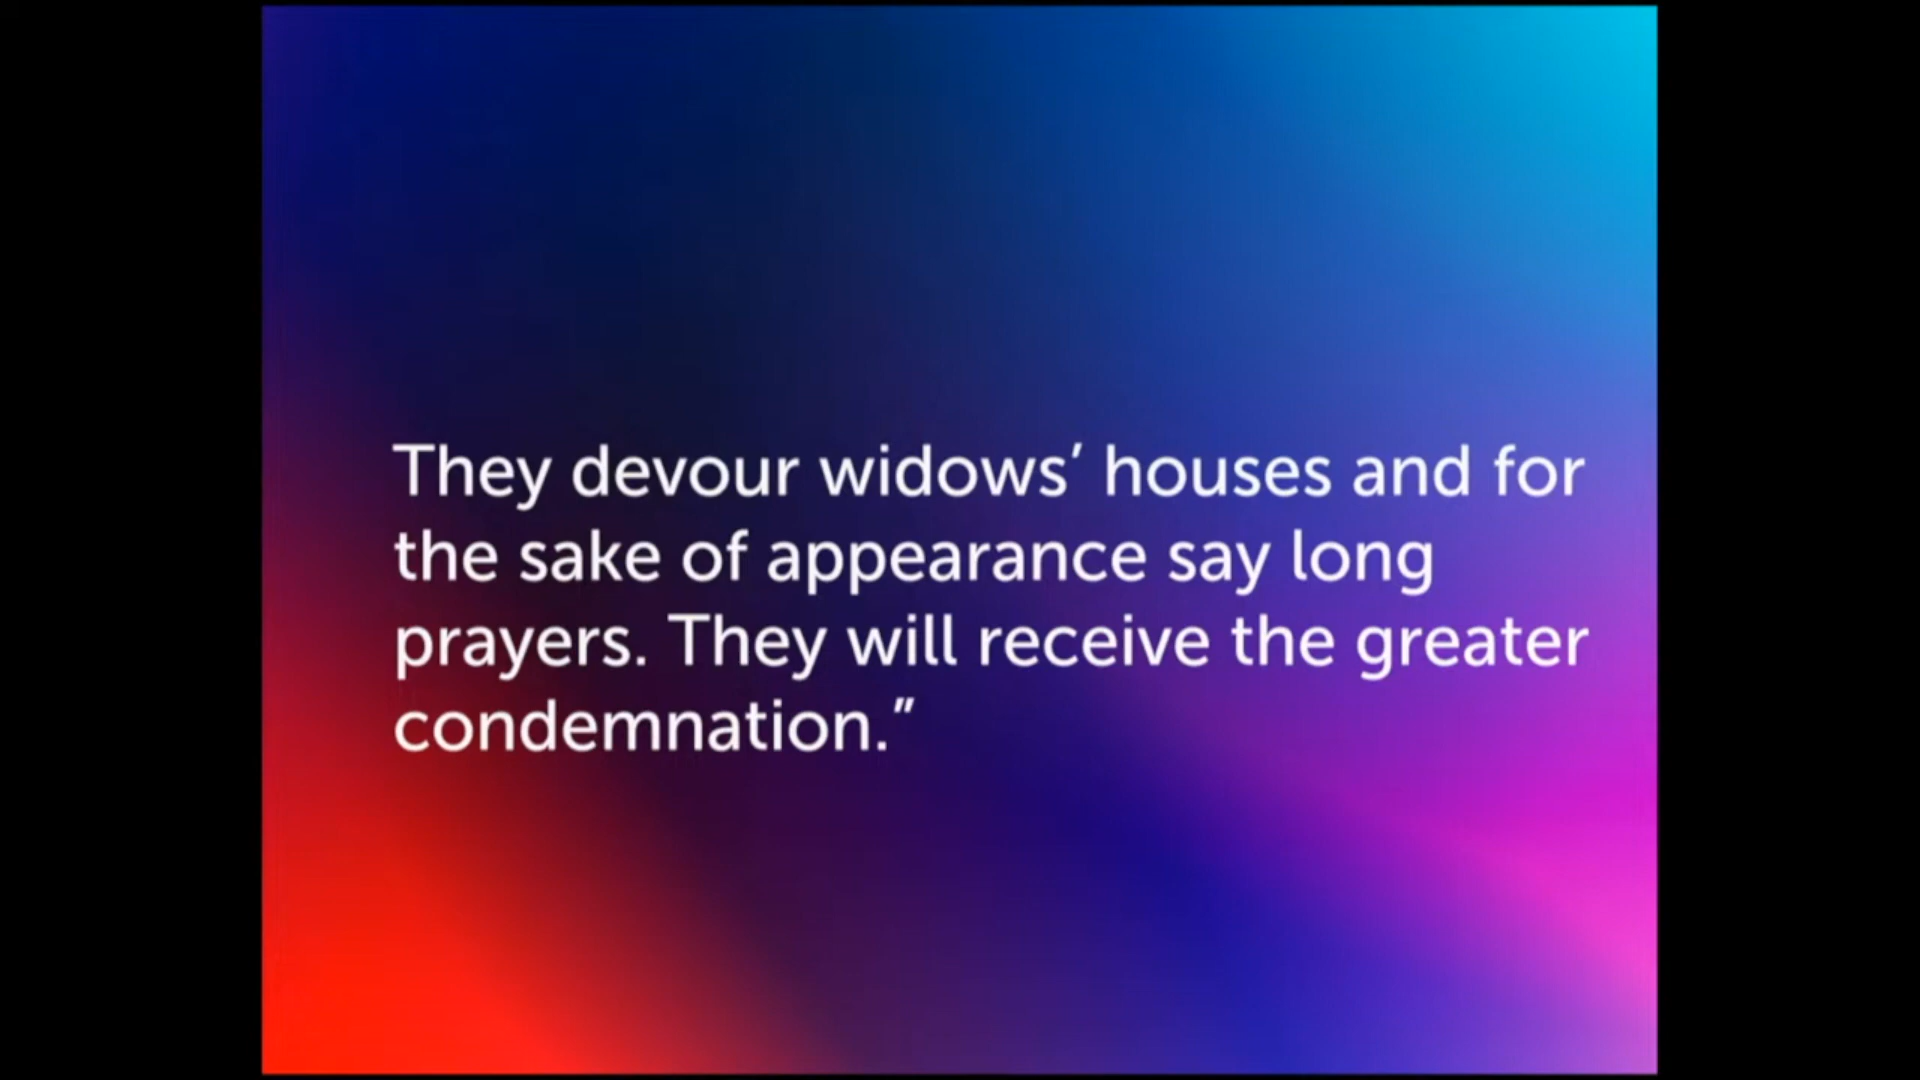 They devour widows’ houses and for
the sake of appearance say long
prayers. They will receive the greater
condemnation.”